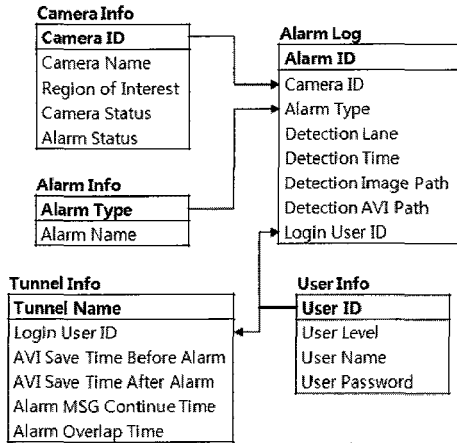 Camera Info
Camera ID
Camera Name
Region of Interest
Camera Status
Alarm Status
Alarm Log
Alarm ID
Camera ID
Alarm Type
Detection Lane
Detection Time
Detection Image Path
Detection AVI Path
Login User ID
Alarm Info
Alarm Type
Alarm Name
Tunnel Info
Tunnel Name
Login User ID
AVI Save Time Before Alarm
AVI Save Time After Alarm
Alarm MSG Continue Time
Alarm Overlap Time
User Info
User ID
User Level
User Name
User Password